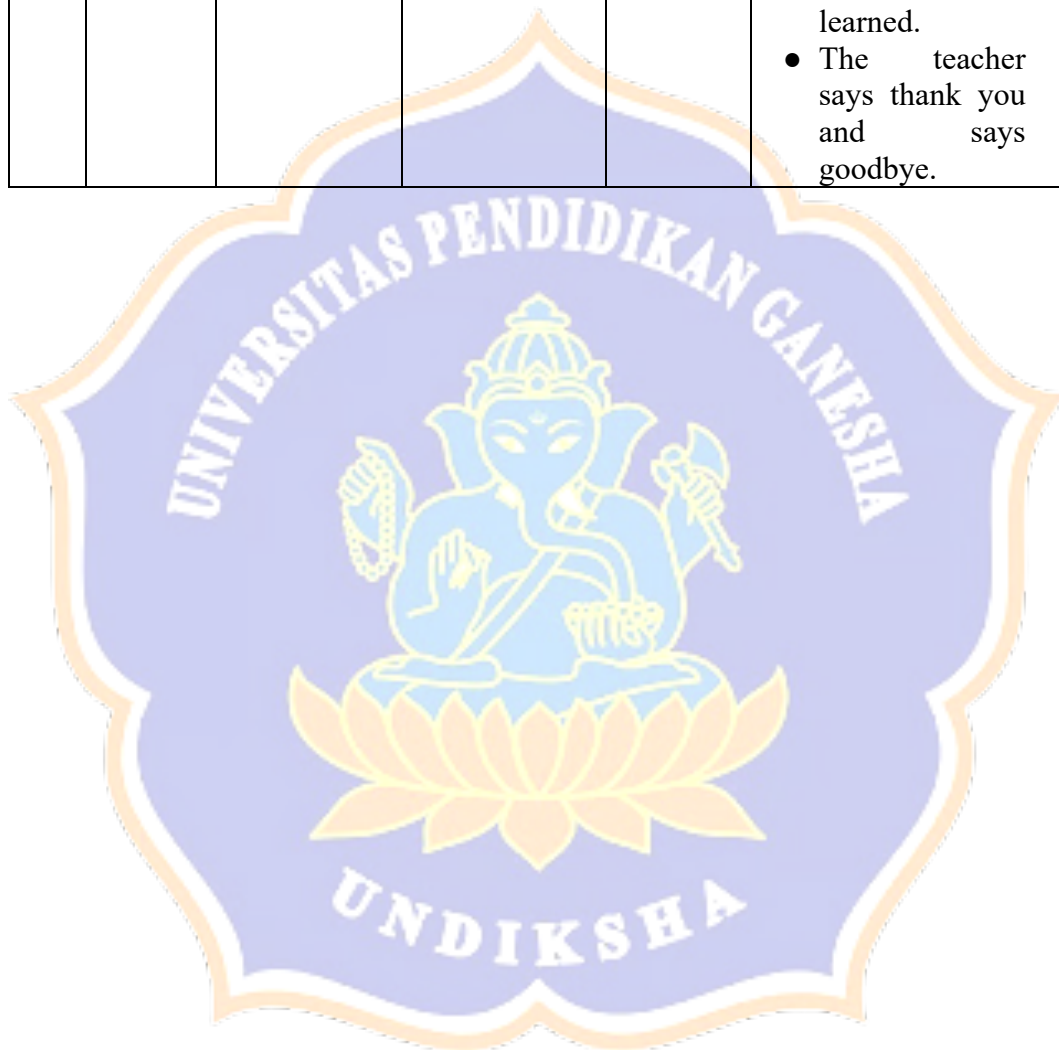 learned.
● The teacher
says thank you
and says
goodbye.
UNIVERSITAS PENDIDIKAN GANESHA
UNDIKSHA